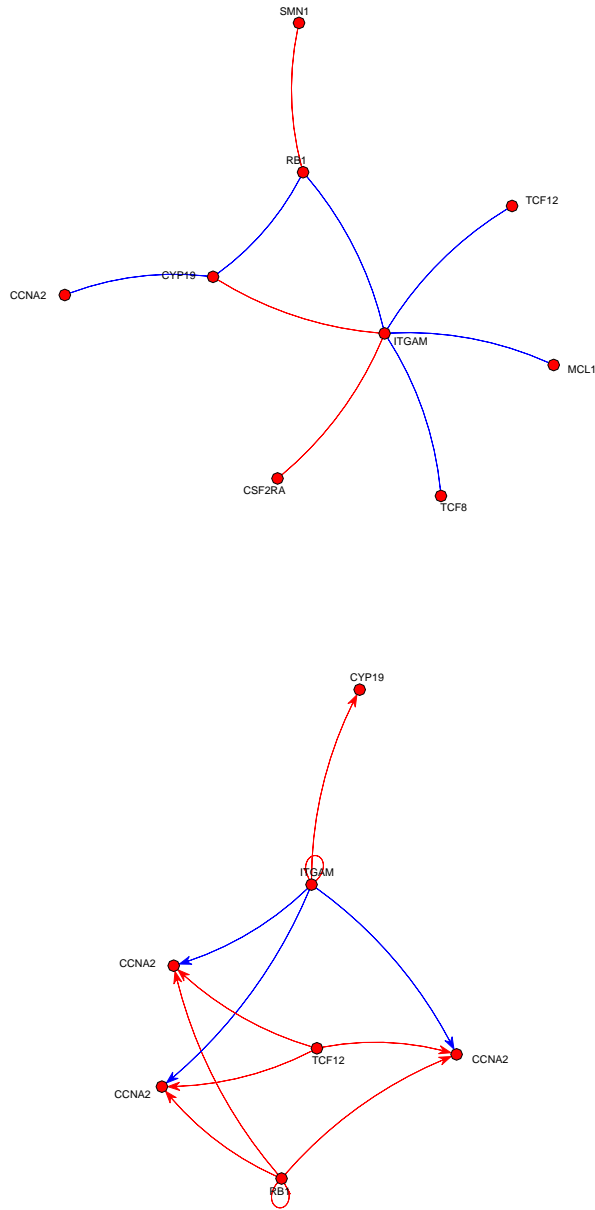 SMN1
RB1
TCF12
CYP19
CCNA2
ITGAM
MCL1
CSF2RA
TCF8
CYP19
ITGAM
CCNA2
TCF12
CCNA2
CCNA2
RB1